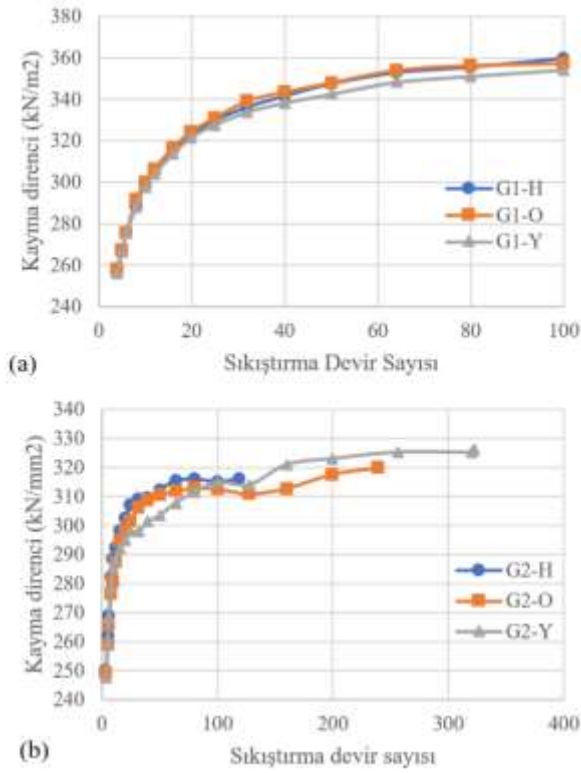 380
360
340
320
300
280
260
240
Kayma direnci (kN/m2)
G1-H
G1-O
G1-Y
0 20 40 60 80 100
Sıkıştırma Devir Sayısı
(a)
340
330
320
310
300
290
280
270
260
250
240
Kayma direnci (kN/mm2)
G2-H
G2-O
G2-Y
0 100 200 300 400
Sıkıştırma devir sayısı
(b)